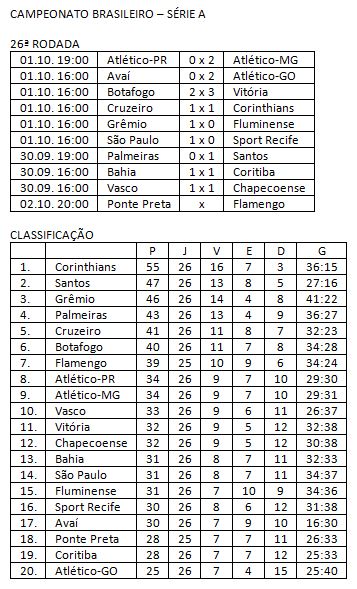 CAMPEONATO BRASILEIRO – SÉRIE A
26ª RODADA
01.10. 19:00 Atlético-PR 0 x 2 Atlético-MG
01.10. 16:00 Avaí 0 x 2 Atlético-GO
01.10. 16:00 Botafogo 2 x 3 Vitória
01.10. 16:00 Cruzeiro 1 x 1 Corinthians
01.10. 16:00 Grêmio 1 x 0 Fluminense
01.10. 16:00 São Paulo 1 x 0 Sport Recife
30.09. 19:00 Palmeiras 0 x 1 Santos
30.09. 16:00 Bahia 1 x 1 Coritiba
30.09. 16:00 Vasco 1 x 1 Chapecoense
02.10. 20:00 Ponte Preta x Flamengo
CLASSIFICAÇÃO
P J V E D G
1. Corinthians 55 26 16 7 3 36:15
2. Santos 47 26 13 8 5 27:16
3. Grêmio 46 26 14 4 8 41:22
4. Palmeiras 43 26 13 4 9 36:27
5. Cruzeiro 41 26 11 8 7 32:23
6. Botafogo 40 26 11 7 8 34:28
7. Flamengo 39 25 10 9 6 34:24
8. Atlético-PR 34 26 9 7 10 29:30
9. Atlético-MG 34 26 9 7 10 29:31
10. Vasco 33 26 9 6 11 26:37
11. Vitória 32 26 9 5 12 32:38
12. Chapecoense 32 26 9 5 12 30:38
13. Bahia 31 26 8 7 11 32:33
14. São Paulo 31 26 8 7 11 34:37
15. Fluminense 31 26 7 10 9 34:36
16. Sport Recife 30 26 8 6 12 31:38
17. Avaí 30 26 7 9 10 16:30
18. Ponte Preta 28 25 7 7 11 26:33
19. Coritiba 28 26 7 7 12 25:33
20. Atlético-GO 25 26 7 4 15 25:40